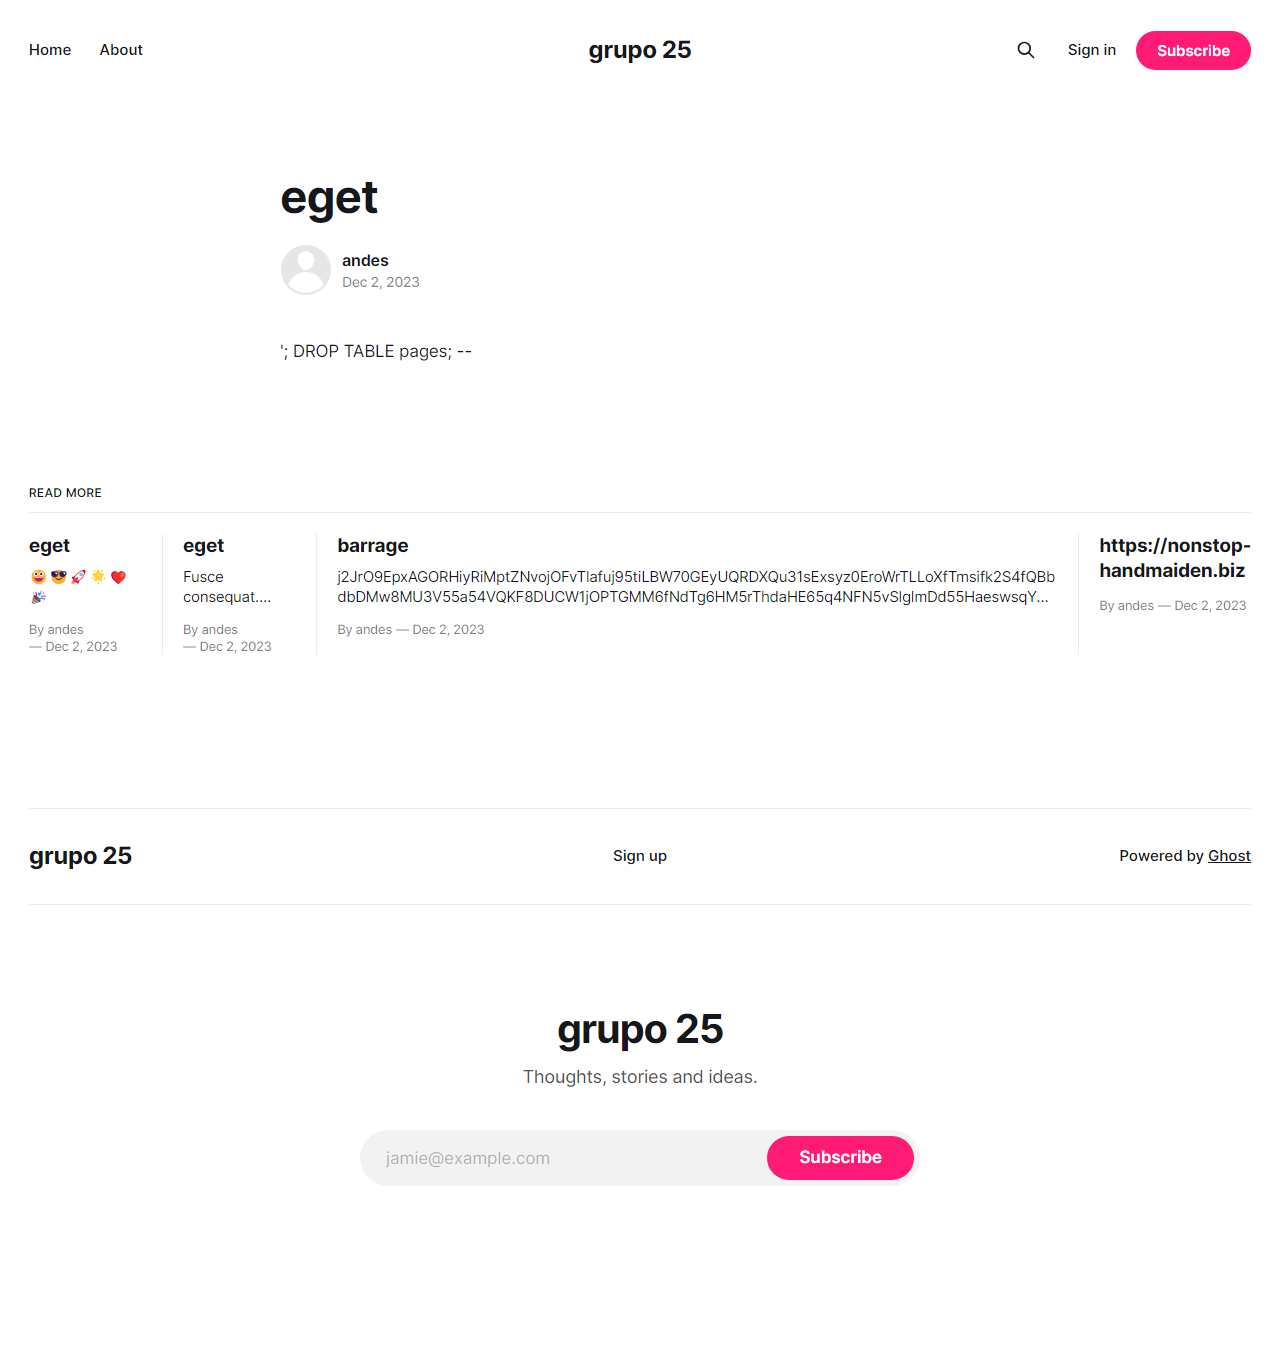 Home About grupo 25 Sign in Subscribe
eget
andes
Dec 2, 2023
'; DROP TABLE pages; --
READ MORE
eget
😀😎🚀🌟❤️
🎉
By andes
— Dec 2, 2023
eget
Fusce
consequat....
By andes
— Dec 2, 2023
barrage
By andes — Dec 2, 2023
https://nonstop-
handmaiden.biz
By andes — Dec 2, 2023
grupo 25 Sign up Powered by Ghost
grupo 25
Thoughts, stories and ideas.
jamie@example.com Subscribe